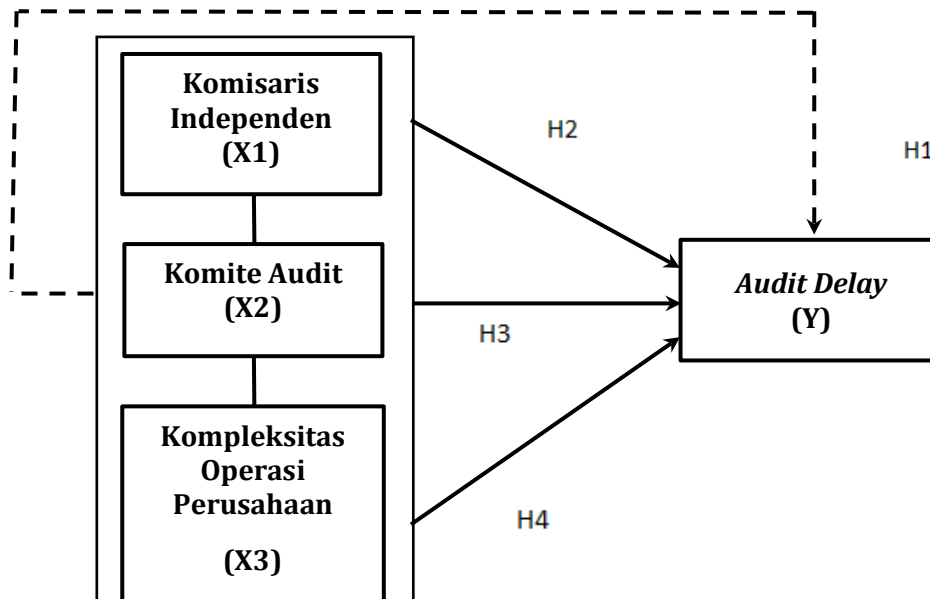 Komisaris
Independen
(X1)
H2
H1
Komite Audit
(X2)
Audit Delay
(Y)
H3
Kompleksitas
Operasi
Perusahaan
(X3)
H4